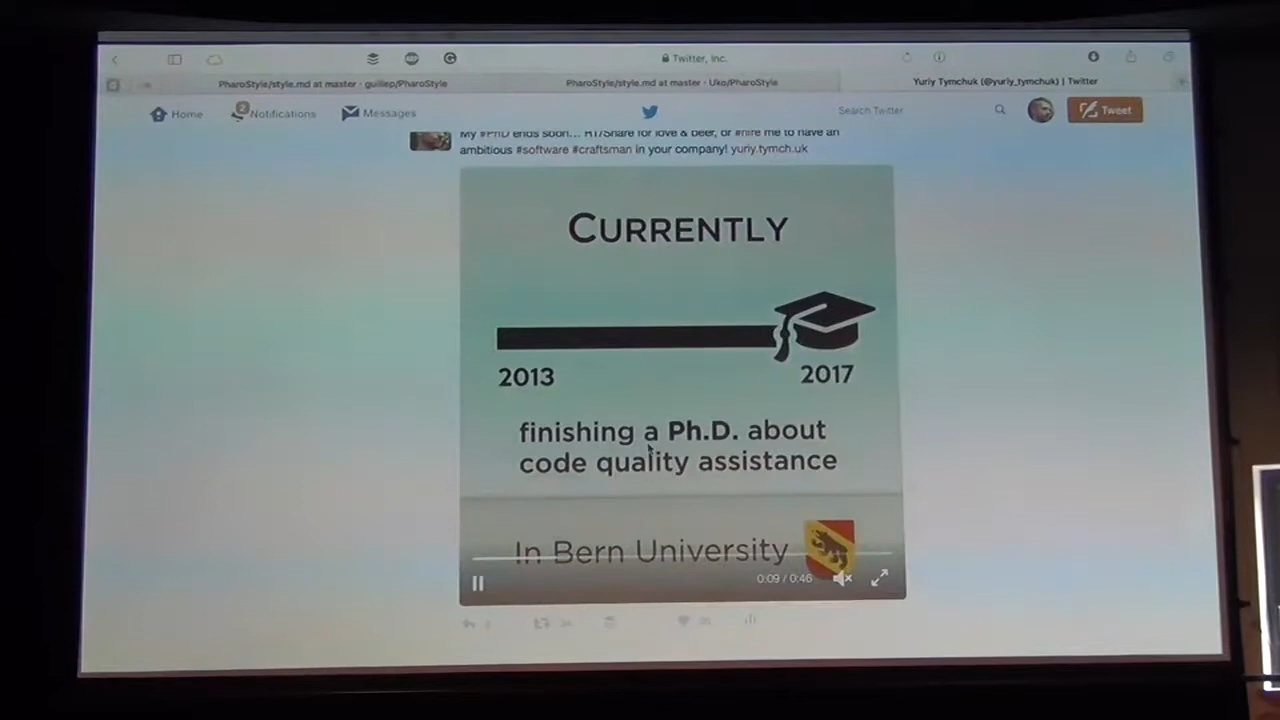 Twitter, Inc.
PharoStyle/style.md at master · guillep/PharoStyle
PharoStyle/style.md at master · Uko/PharoStyle
Yuriy Tymchuk (@yuriy_tymchuk) | Twitter
Home
2
Notifications
Messages
Search Twitter
Tweet
My #PhD ends soon... RT/Share for love & beer, or #hire me to have an
ambitious #software #craftsman in your company! yuriy.tymch.uk
CURRENTLY
2013
2017
finishing a Ph.D. about
code quality assistance
In Bern University
0:09 / 0:46